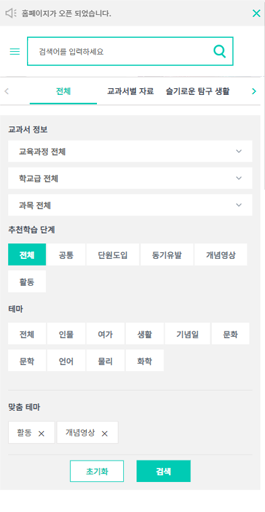 홈페이지가 오픈 되었습니다.
검색어를 입력하세요
전체 교과서별 자료 슬기로운 탐구 생활
교과서 정보
교육과정 전체
학교급 전체
과목 전체
추천학습 단계
전체 공통 단원도입 동기유발 개념영상
활동
테마
전체 인물 여가 생활 기념일 문화
문학 언어 물리 화학
맞춤 테마
활동 × 개념영상 ×
초기화 검색